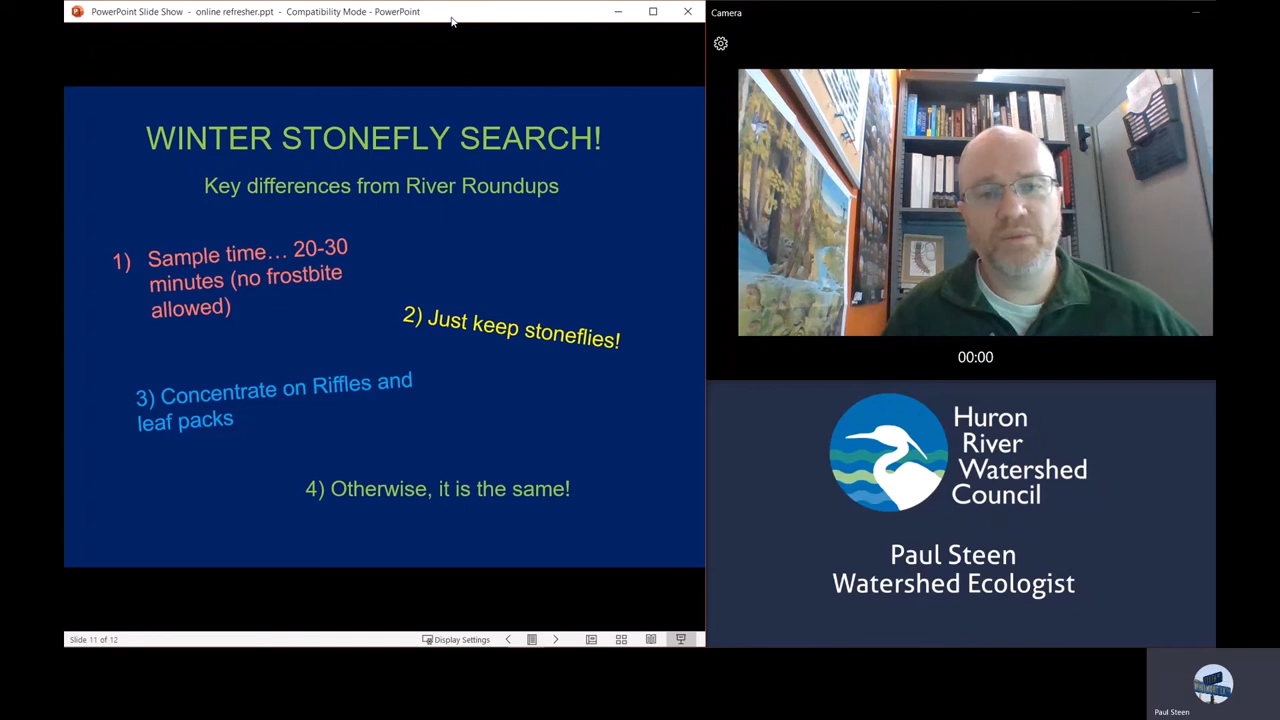 PowerPoint Slide Show - online refresher.ppt - Compatibility Mode - PowerPoint
WINTER STONEFLY SEARCH!
Key differences from River Roundups
1) Sample time… 20-30
minutes (no frostbite
allowed)
2) Just keep stoneflies!
3) Concentrate on Riffles and
leaf packs
4) Otherwise, it is the same!
Slide 11 of 12
Display Settings
Camera
00:00
Huron
River
Watershed
Council
Paul Steen
Watershed Ecologist
Paul Steen